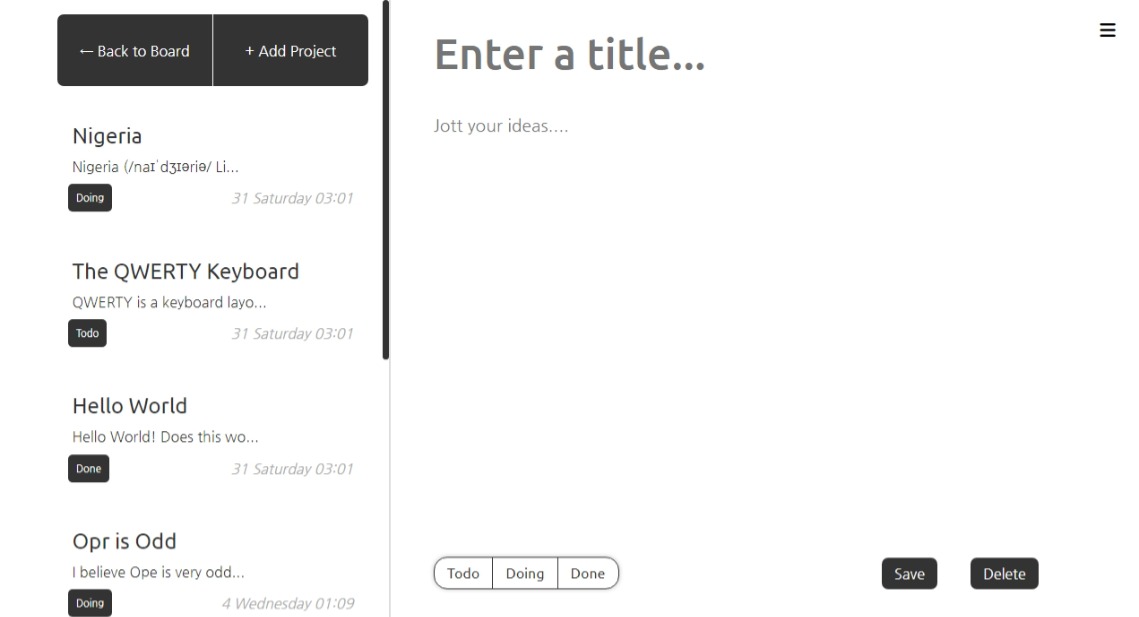 ← Back to Board
+ Add Project
Nigeria
Nigeria (/naɪˈdʒɪəriə/ Li...
Doing
31 Saturday 03:01
The QWERTY Keyboard
QWERTY is a keyboard layo...
Todo
31 Saturday 03:01
Hello World
Hello World! Does this wo...
Done
31 Saturday 03:01
Opr is Odd
I believe Ope is very odd...
Doing
4 Wednesday 01:09
Enter a title...
Jott your ideas....
Todo
Doing
Done
Save
Delete